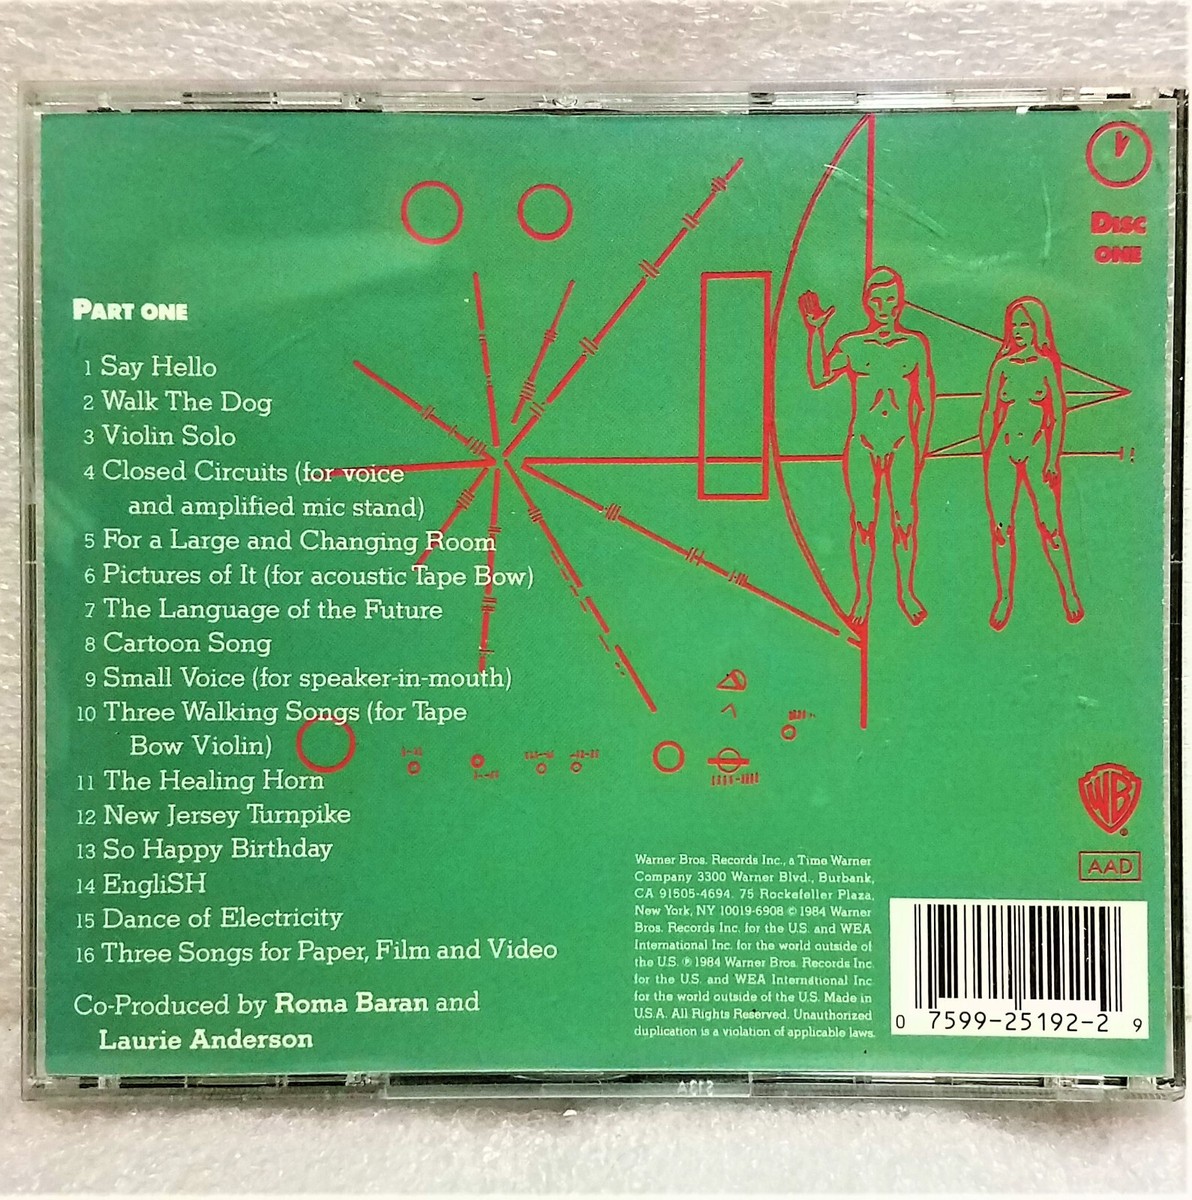 DISC
ONE
PART ONE
1 Say Hello
2 Walk The Dog
3 Violin Solo
4 Closed Circuits (for voice
and amplified mic stand)
5 For a Large and Changing Room
6 Pictures of It (for acoustic Tape Bow)
7 The Language of the Future
8 Cartoon Song
9 Small Voice (for speaker-in-mouth)
10 Three Walking Songs (for Tape
Bow Violin)
11 The Healing Horn
12 New Jersey Turnpike
13 So Happy Birthday
14 EngliSH
15 Dance of Electricity
16 Three Songs for Paper, Film and Video
Co-Produced by Roma Baran and
Laurie Anderson
Warner Bros. Records Inc., a Time Warner
Company 3300 Warner Blvd., Burbank,
CA 91505-4694. 75 Rockefeller Plaza,
New York, NY 10019-6908 © 1984 Warner
Bros. Records Inc. for the U.S. and WEA
International Inc. for the world outside of
the U.S. ℗ 1984 Warner Bros. Records Inc.
for the U.S. and WEA International Inc.
for the world outside of the U.S. Made in
U.S.A. All Rights Reserved. Unauthorized
duplication is a violation of applicable laws.
WB
®
AAD
0 7599-25192-2 9